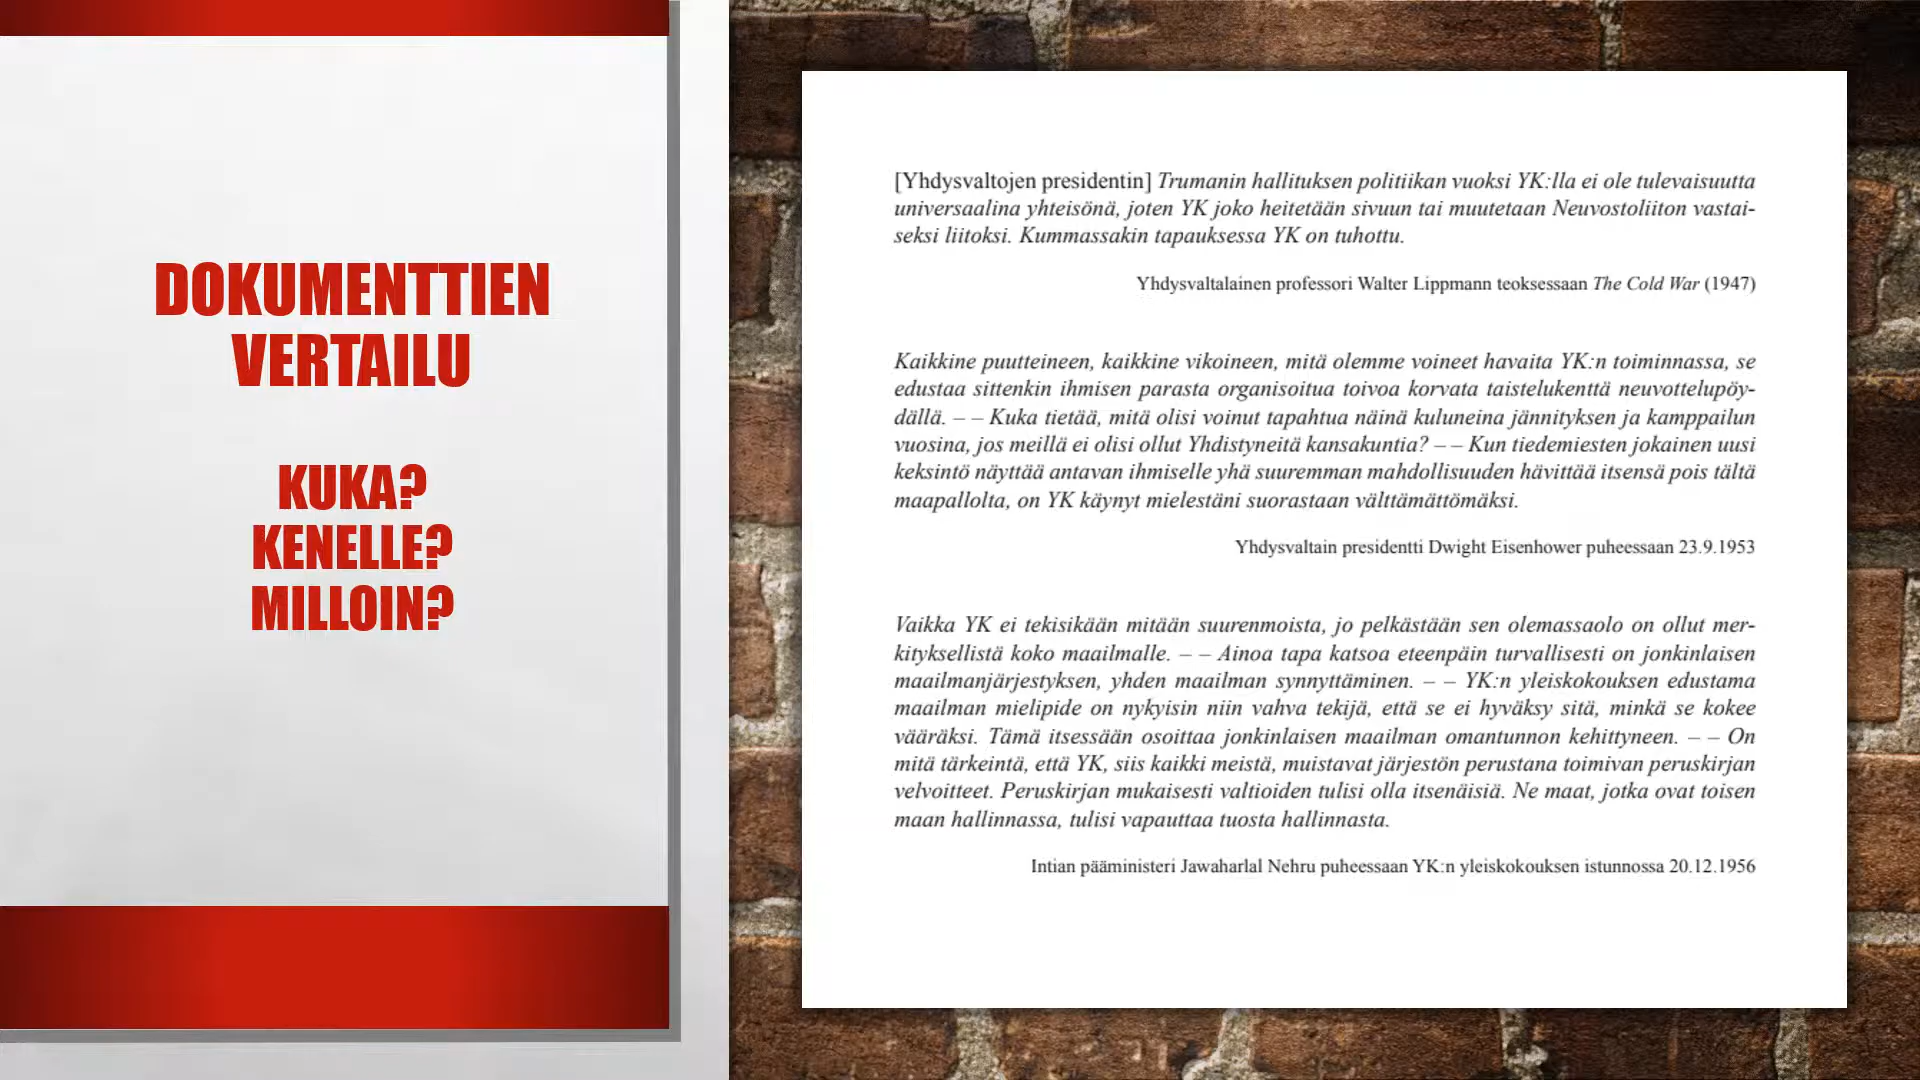 DOKUMENTTIEN
VERTAILU
KUKA?
KENELLE?
MILLOIN?
[Yhdysvaltojen presidentin] Trumanin hallituksen politiikan vuoksi YK:lla ei ole tulevaisuutta
universaalina yhteisönä, joten YK joko heitetään sivuun tai muutetaan Neuvostoliiton vastai-
seksi liitoksi. Kummassakin tapauksessa YK on tuhottu.
Yhdysvaltalainen professori Walter Lippmann teoksessaan The Cold War (1947)
Kaikkine puutteineen, kaikkine vikoineen, mitä olemme voineet havaita YK:n toiminnassa, se
edustaa sittenkin ihmisen parasta organisoitua toivoa korvata taistelukenttä neuvottelupöy-
dällä. – – Kuka tietää, mitä olisi voinut tapahtua näinä kuluneina jännityksen ja kamppailun
vuosina, jos meillä ei olisi ollut Yhdistyneitä kansakuntia? – – Kun tiedemiesten jokainen uusi
keksintö näyttää antavan ihmiselle yhä suuremman mahdollisuuden hävittää itsensä pois tältä
maapallolta, on YK käynyt mielestäni suorastaan välttämättömäksi.
Yhdysvaltain presidentti Dwight Eisenhower puheessaan 23.9.1953
Vaikka YK ei tekisikään mitään suurenmoista, jo pelkästään sen olemassaolo on ollut mer-
kityksellistä koko maailmalle. – – Ainoa tapa katsoa eteenpäin turvallisesti on jonkinlaisen
maailmanjärjestyksen, yhden maailman synnyttäminen. – – YK:n yleiskokouksen edustama
maailman mielipide on nykyisin niin vahva tekijä, että se ei hyväksy sitä, minkä se kokee
vääräksi. Tämä itsessään osoittaa jonkinlaisen maailman omantunnon kehittyneen. – – On
mitä tärkeintä, että YK, siis kaikki meistä, muistavat järjestön perustana toimivan peruskirjan
velvoitteet. Peruskirjan mukaisesti valtioiden tulisi olla itsenäisiä. Ne maat, jotka ovat toisen
maan hallinnassa, tulisi vapauttaa tuosta hallinnasta.
Intian pääministeri Jawaharlal Nehru puheessaan YK:n yleiskokouksen istunnossa 20.12.1956